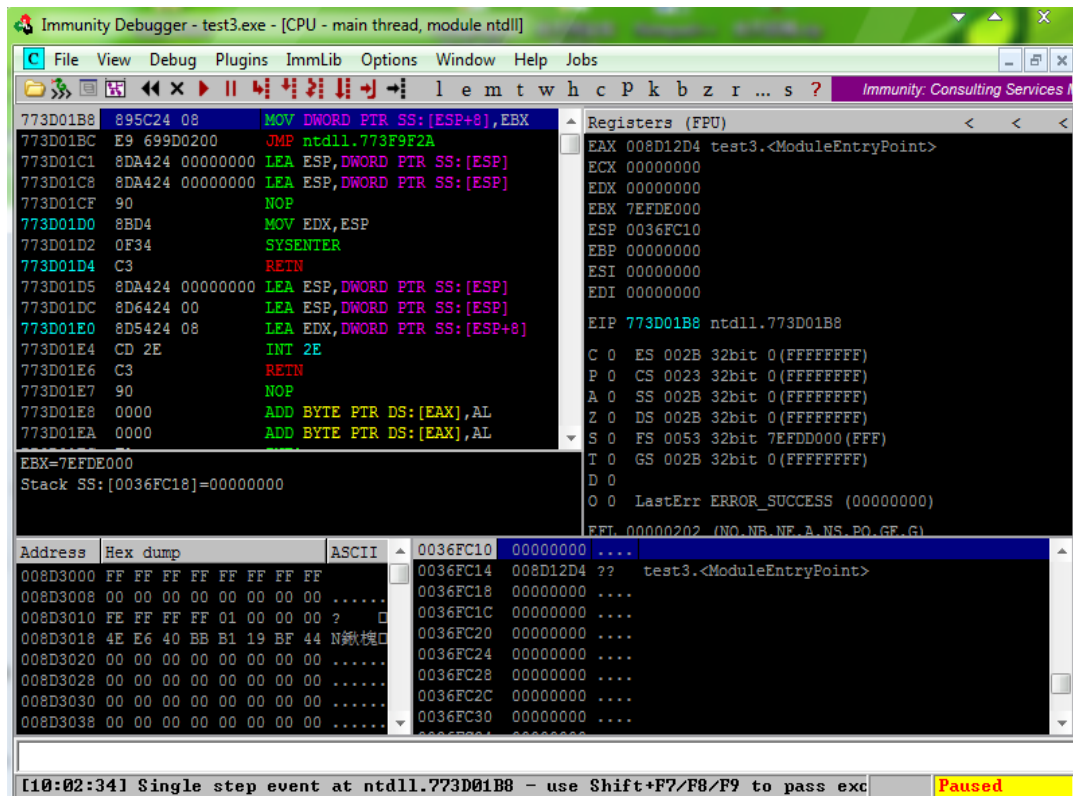 Immunity Debugger - test3.exe - [CPU - main thread, module ntdll]
C File View Debug Plugins ImmLib Options Window Help Jobs
l e m t w h c P k b z r ... s ? Immunity: Consulting Services
773D01B8 895C24 08 MOV DWORD PTR SS:[ESP+8],EBX
773D01BC E9 699D0200 JMP ntdll.773F9F2A
773D01C1 8DA424 00000000 LEA ESP,DWORD PTR SS:[ESP]
773D01C8 8DA424 00000000 LEA ESP,DWORD PTR SS:[ESP]
773D01CF 90 NOP
773D01D0 8BD4 MOV EDX,ESP
773D01D2 0F34 SYSENTER
773D01D4 C3 RETN
773D01D5 8DA424 00000000 LEA ESP,DWORD PTR SS:[ESP]
773D01DC 8D6424 00 LEA ESP,DWORD PTR SS:[ESP]
773D01E0 8D5424 08 LEA EDX,DWORD PTR SS:[ESP+8]
773D01E4 CD 2E INT 2E
773D01E6 C3 RETN
773D01E7 90 NOP
773D01E8 0000 ADD BYTE PTR DS:[EAX],AL
773D01EA 0000 ADD BYTE PTR DS:[EAX],AL
EBX=7EFDE000
Stack SS:[0036FC18]=00000000
Registers (FPU) < < <
EAX 008D12D4 test3.<ModuleEntryPoint>
ECX 00000000
EDX 00000000
EBX 7EFDE000
ESP 0036FC10
EBP 00000000
ESI 00000000
EDI 00000000
EIP 773D01B8 ntdll.773D01B8
C 0 ES 002B 32bit 0(FFFFFFFF)
P 0 CS 0023 32bit 0(FFFFFFFF)
A 0 SS 002B 32bit 0(FFFFFFFF)
Z 0 DS 002B 32bit 0(FFFFFFFF)
S 0 FS 0053 32bit 7EFDD000(FFF)
T 0 GS 002B 32bit 0(FFFFFFFF)
D 0
O 0 LastErr ERROR_SUCCESS (00000000)
EFL 00000202 (NO,NB,NE,A,NS,PO,GE,G)
Address Hex dump ASCII
008D3000 FF FF FF FF FF FF FF FF
008D3008 00 00 00 00 00 00 00 00 ......
008D3010 FE FF FF FF 01 00 00 00 ?
008D3018 4E E6 40 BB B1 19 BF 44 N鍬槐
008D3020 00 00 00 00 00 00 00 00 ......
008D3028 00 00 00 00 00 00 00 00 ......
008D3030 00 00 00 00 00 00 00 00 ......
008D3038 00 00 00 00 00 00 00 00 ......
0036FC10 00000000 ....
0036FC14 008D12D4 ?? test3.<ModuleEntryPoint>
0036FC18 00000000 ....
0036FC1C 00000000 ....
0036FC20 00000000 ....
0036FC24 00000000 ....
0036FC28 00000000 ....
0036FC2C 00000000 ....
0036FC30 00000000 ....
[10:02:34] Single step event at ntdll.773D01B8 - use Shift+F7/F8/F9 to pass exc
Paused